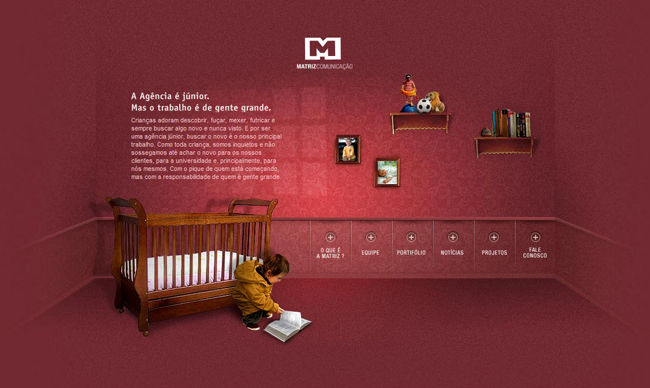 MATRIZCOMUNICAÇÃO
A Agência é júnior.
Mas o trabalho é de gente grande.
Crianças adoram descobrir, fuçar, mexer, futricar e
sempre buscar algo novo e nunca visto. E por ser
uma agência júnior, buscar o novo é o nosso principal
trabalho. Como toda criança, somos inquietos e não
sossegamos até achar o novo para os nossos
clientes, para a universidade e, principalmente, para
nós mesmos. Com o pique de quem está começando,
mas com a responsabilidade de quem é gente grande.
O QUE É
A MATRIZ ?
EQUIPE
PORTIFÓLIO
NOTÍCIAS
PROJETOS
FALE
CONOSCO